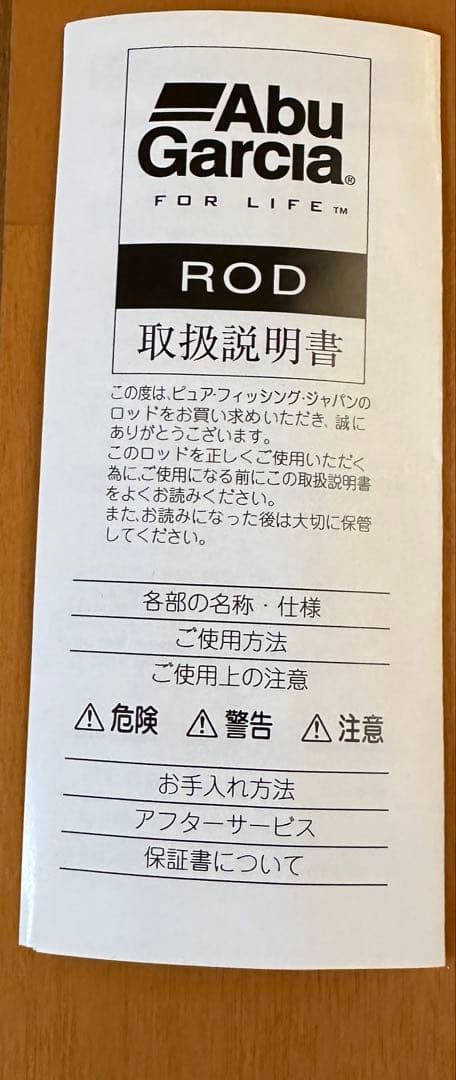 Abu
Garcia®
FOR LIFE™
ROD
取扱説明書
この度は、ピュア・フィッシング・ジャパンの
ロッドをお買い求めいただき、誠に
ありがとうございます。
このロッドを正しくご使用いただく
為に、ご使用になる前にこの取扱説明書
をよくお読みください。
また、お読みになった後は大切に保管
してください。
各部の名称・仕様
ご使用方法
ご使用上の注意
⚠危険 ⚠警告 ⚠注意
お手入れ方法
アフターサービス
保証書について